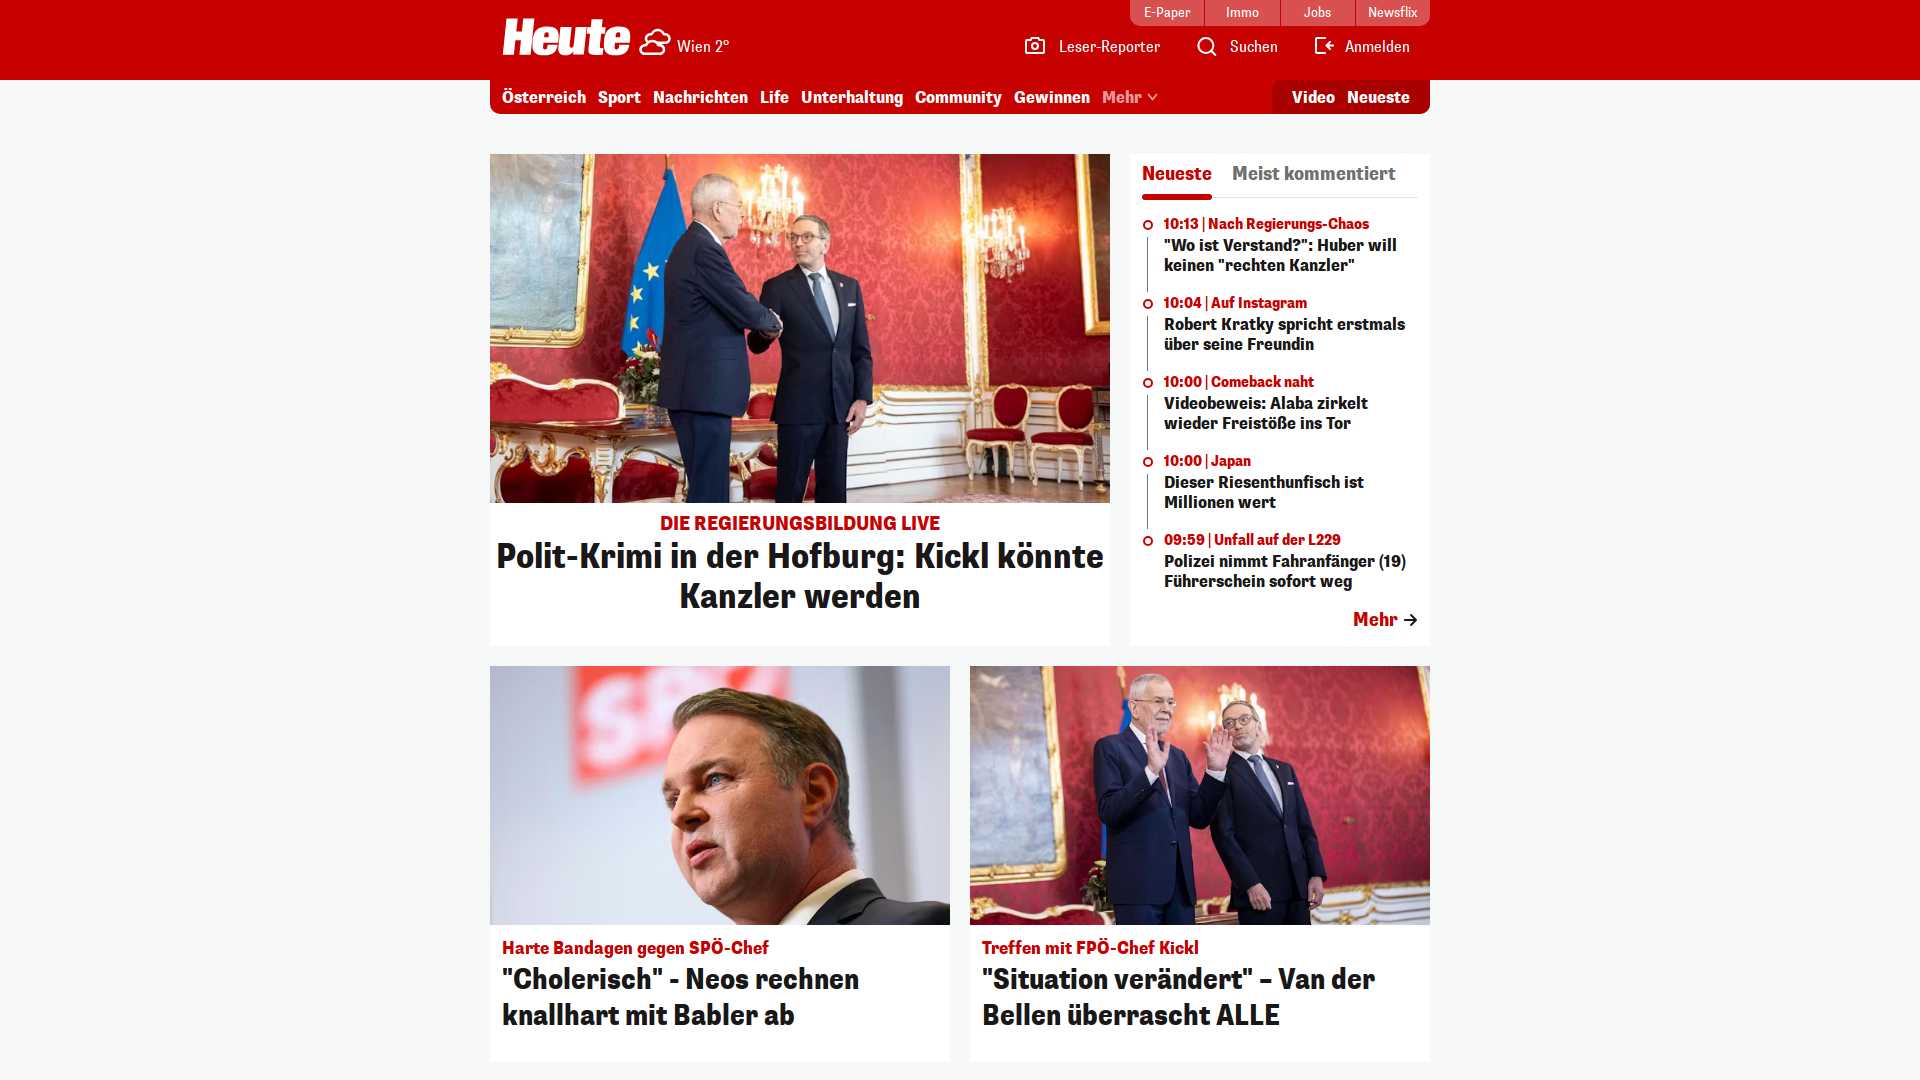 E-Paper
Immo
Jobs
Newsflix
Heute
Wien 2°
Leser-Reporter
Suchen
Anmelden
Österreich
Sport
Nachrichten
Life
Unterhaltung
Community
Gewinnen
Mehr
Video
Neueste
DIE REGIERUNGSBILDUNG LIVE
Polit-Krimi in der Hofburg: Kickl könnte
Kanzler werden
Neueste
Meist kommentiert
10:13 | Nach Regierungs-Chaos
"Wo ist Verstand?": Huber will
keinen "rechten Kanzler"
10:04 | Auf Instagram
Robert Kratky spricht erstmals
über seine Freundin
10:00 | Comeback naht
Videobeweis: Alaba zirkelt
wieder Freistöße ins Tor
10:00 | Japan
Dieser Riesenthunfisch ist
Millionen wert
09:59 | Unfall auf der L229
Polizei nimmt Fahranfänger (19)
Führerschein sofort weg
Mehr
Harte Bandagen gegen SPÖ-Chef
"Cholerisch" - Neos rechnen
knallhart mit Babler ab
Treffen mit FPÖ-Chef Kickl
"Situation verändert" – Van der
Bellen überrascht ALLE